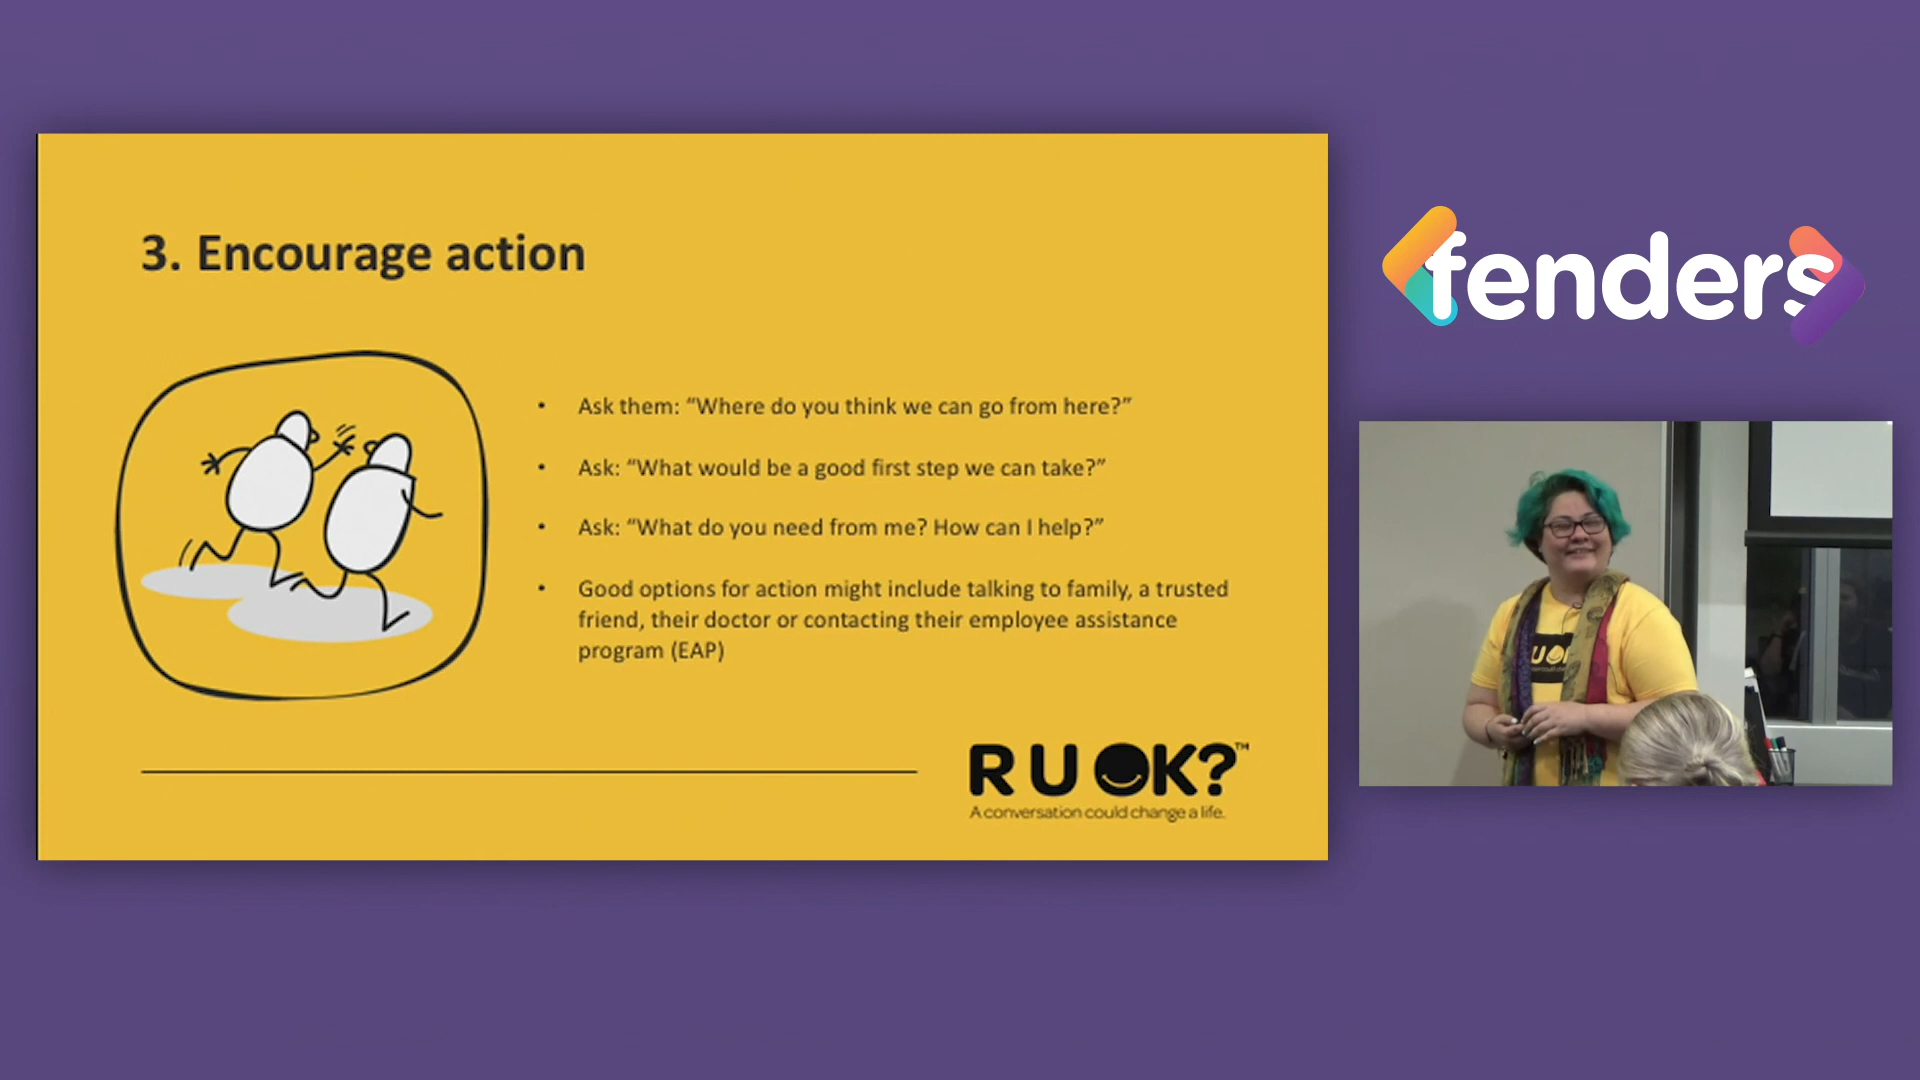 3. Encourage action
• Ask them: “Where do you think we can go from here?”
• Ask: “What would be a good first step we can take?”
• Ask: “What do you need from me? How can I help?”
• Good options for action might include talking to family, a trusted
friend, their doctor or contacting their employee assistance
program (EAP)
R U OK?™
A conversation could change a life.
fenders